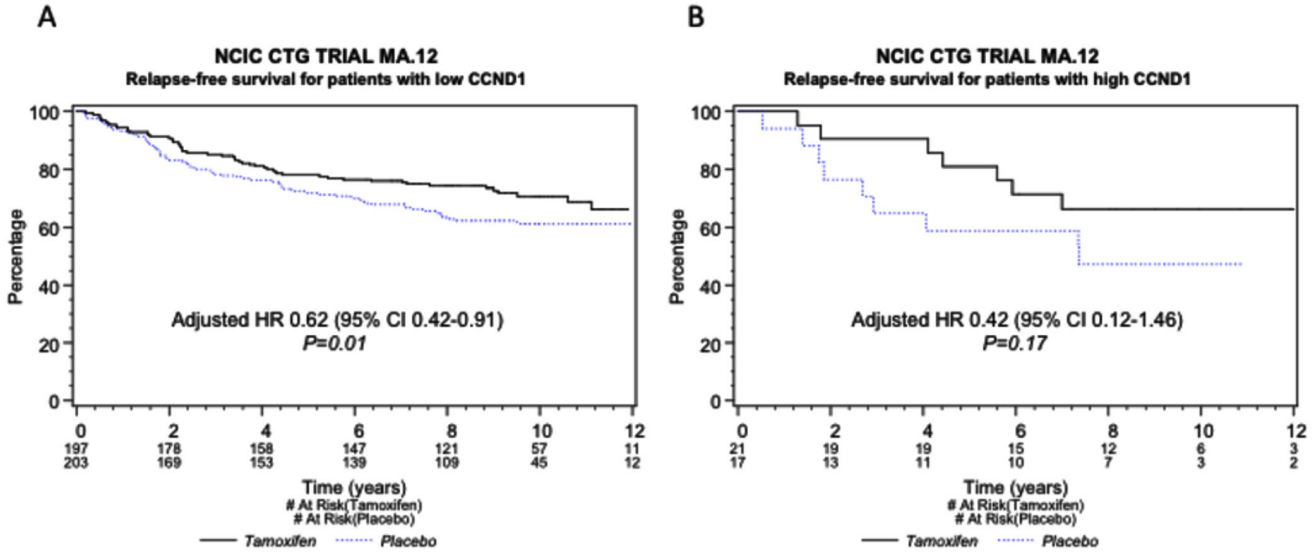 A
NCIC CTG TRIAL MA.12
Relapse-free survival for patients with low CCND1
Percentage
100
80
60
40
20
0
Adjusted HR 0.62 (95% CI 0.42-0.91)
P=0.01
0 2 4 6 8 10 12
197 178 158 147 121 57 11
203 169 153 139 109 45 12
Time (years)
# At Risk(Tamoxifen)
# At Risk(Placebo)
Tamoxifen Placebo
B
NCIC CTG TRIAL MA.12
Relapse-free survival for patients with high CCND1
Percentage
100
80
60
40
20
0
Adjusted HR 0.42 (95% CI 0.12-1.46)
P=0.17
0 2 4 6 8 10 12
21 19 19 15 12 6 3
17 13 11 10 7 3 2
Time (years)
# At Risk(Tamoxifen)
# At Risk(Placebo)
Tamoxifen Placebo